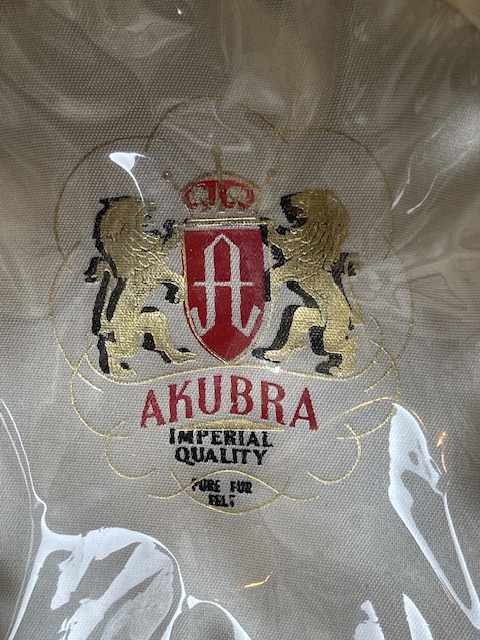 A
AKUBRA
IMPERIAL
QUALITY
PURE FUR
FELT